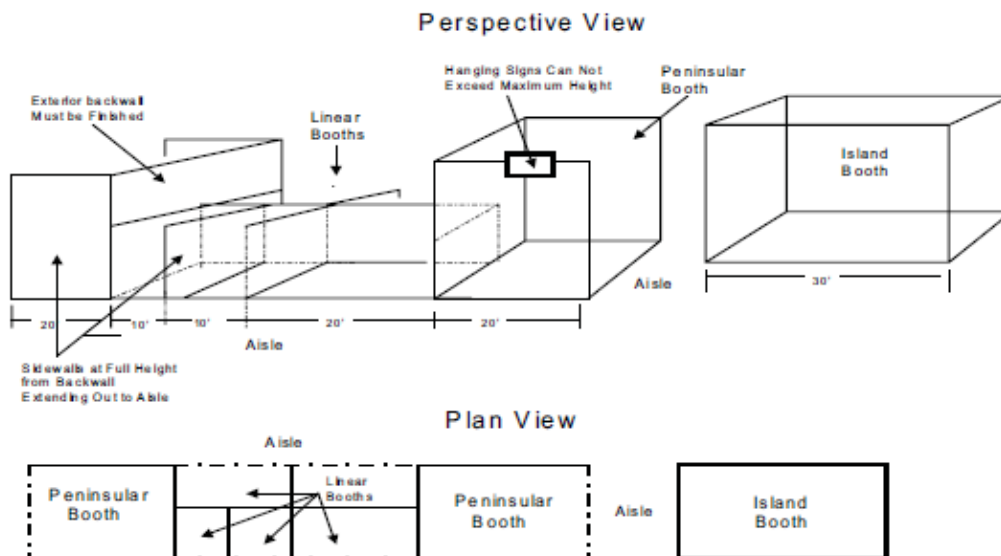 Perspective View
Hanging Signs Can Not
Exceed Maximum Height
Peninsular
Booth
Exterior backwall
Must be Finished
Linear
Booths
Island
Booth
Aisle
30'
20'
10'
10'
20'
20'
Aisle
Sidewalls at Full Height
from Backwall
Extending Out to Aisle
Plan View
Aisle
Peninsular
Booth
Linear
Booths
Peninsular
Booth
Aisle
Island
Booth